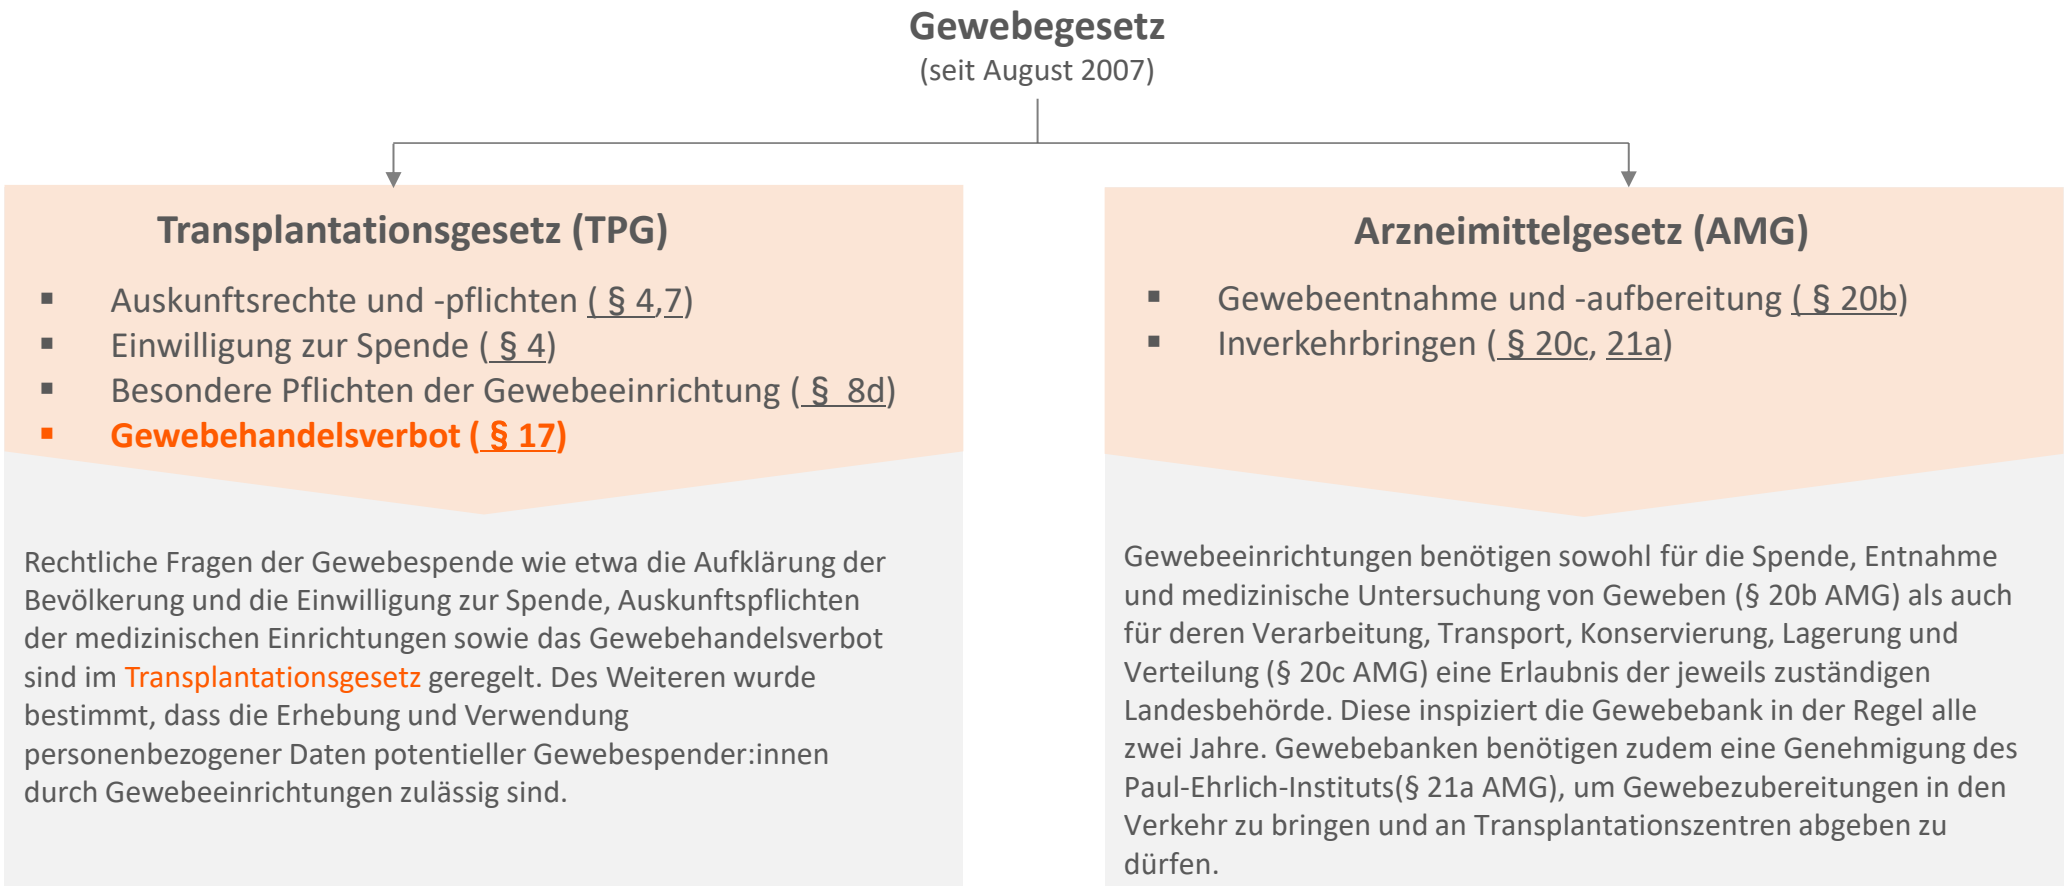 Gewebegesetz
(seit August 2007)
Transplantationsgesetz (TPG)
▪ Auskunftsrechte und -pflichten ( § 4,7)
▪ Einwilligung zur Spende ( § 4)
▪ Besondere Pflichten der Gewebeeinrichtung ( §  8d)
▪ Gewebehandelsverbot ( § 17)
Rechtliche Fragen der Gewebespende wie etwa die Aufklärung der
Bevölkerung und die Einwilligung zur Spende, Auskunftspflichten
der medizinischen Einrichtungen sowie das Gewebehandelsverbot
sind im Transplantationsgesetz geregelt. Des Weiteren wurde
bestimmt, dass die Erhebung und Verwendung
personenbezogener Daten potentieller Gewebespender:innen
durch Gewebeeinrichtungen zulässig sind.
Arzneimittelgesetz (AMG)
▪ Gewebeentnahme und -aufbereitung ( § 20b)
▪ Inverkehrbringen ( § 20c, 21a)
Gewebeeinrichtungen benötigen sowohl für die Spende, Entnahme
und medizinische Untersuchung von Geweben (§ 20b AMG) als auch
für deren Verarbeitung, Transport, Konservierung, Lagerung und
Verteilung (§ 20c AMG) eine Erlaubnis der jeweils zuständigen
Landesbehörde. Diese inspiziert die Gewebebank in der Regel alle
zwei Jahre. Gewebebanken benötigen zudem eine Genehmigung des
Paul-Ehrlich-Instituts(§ 21a AMG), um Gewebezubereitungen in den
Verkehr zu bringen und an Transplantationszentren abgeben zu
dürfen.